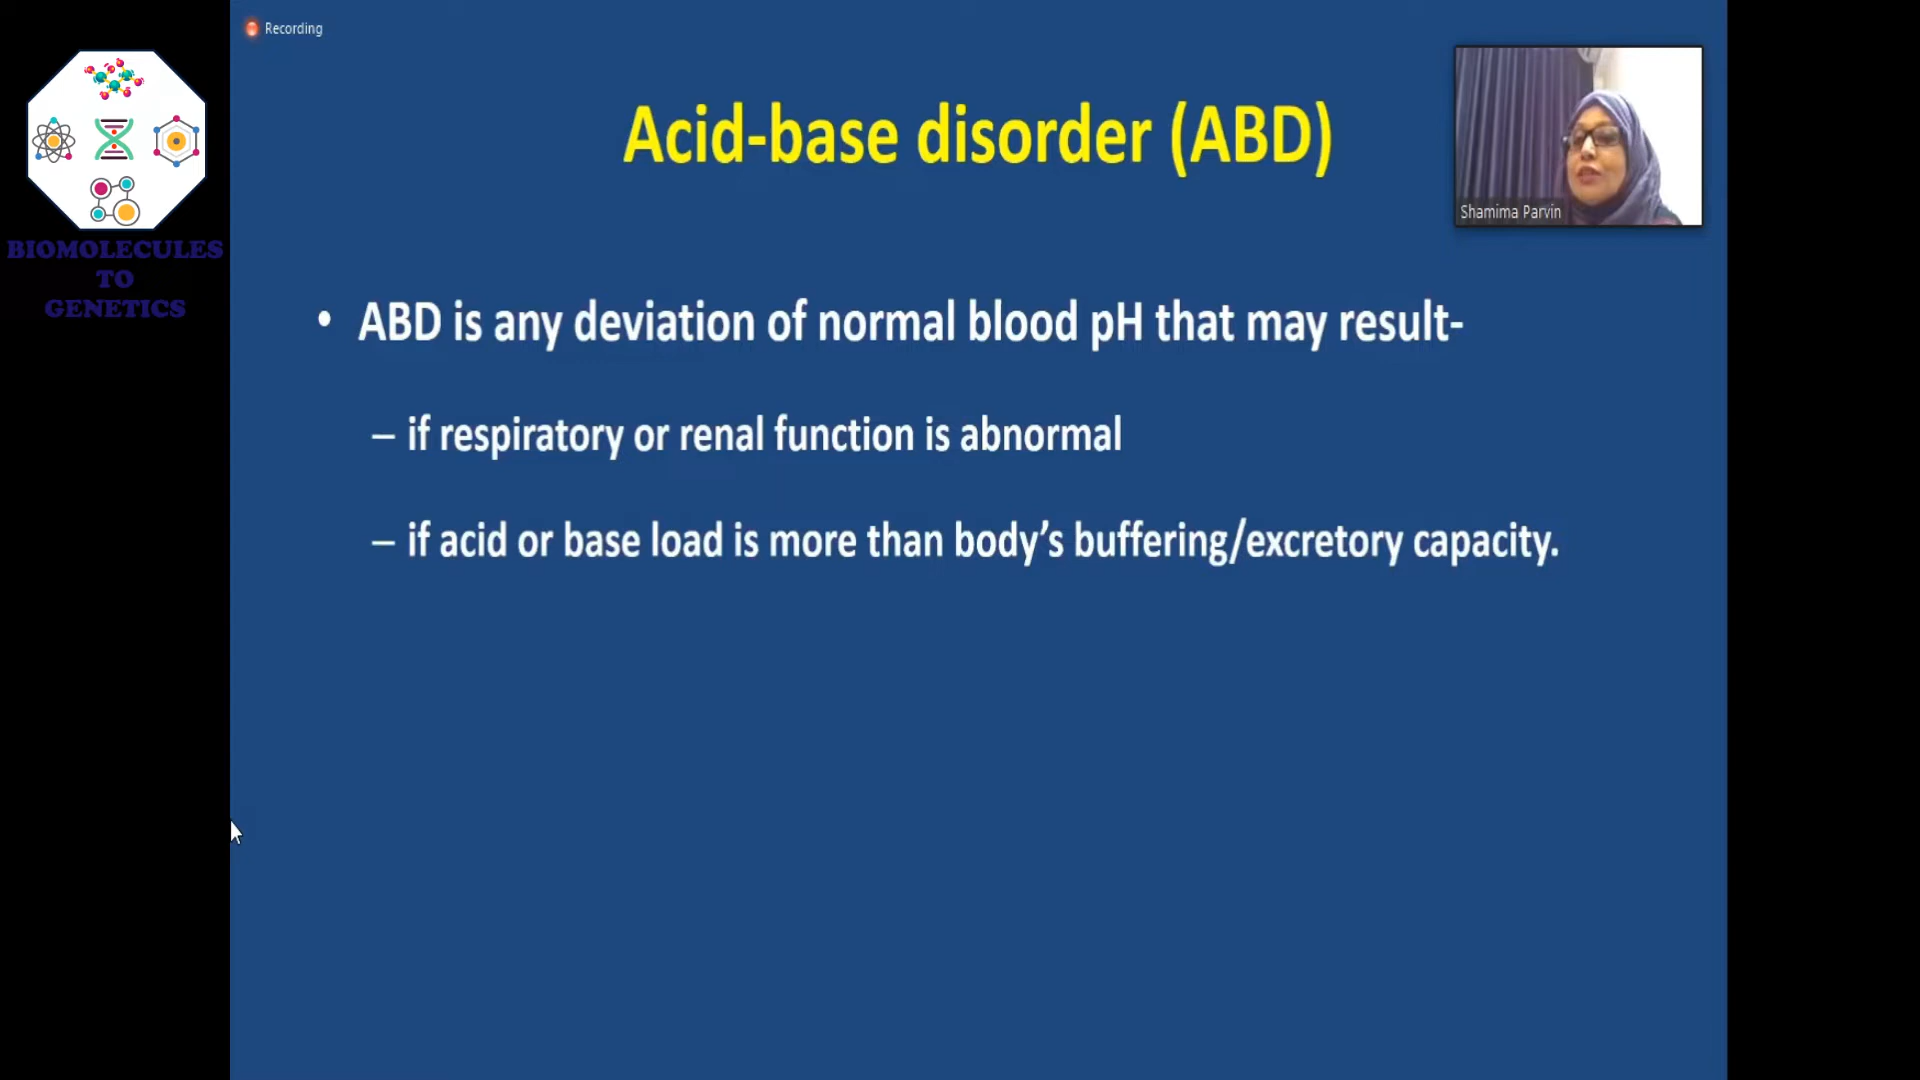 Recording
BIOMOLECULES
TO
GENETICS
Acid-base disorder (ABD)
Shamima Parvin
• ABD is any deviation of normal blood pH that may result-
– if respiratory or renal function is abnormal
– if acid or base load is more than body’s buffering/excretory capacity.